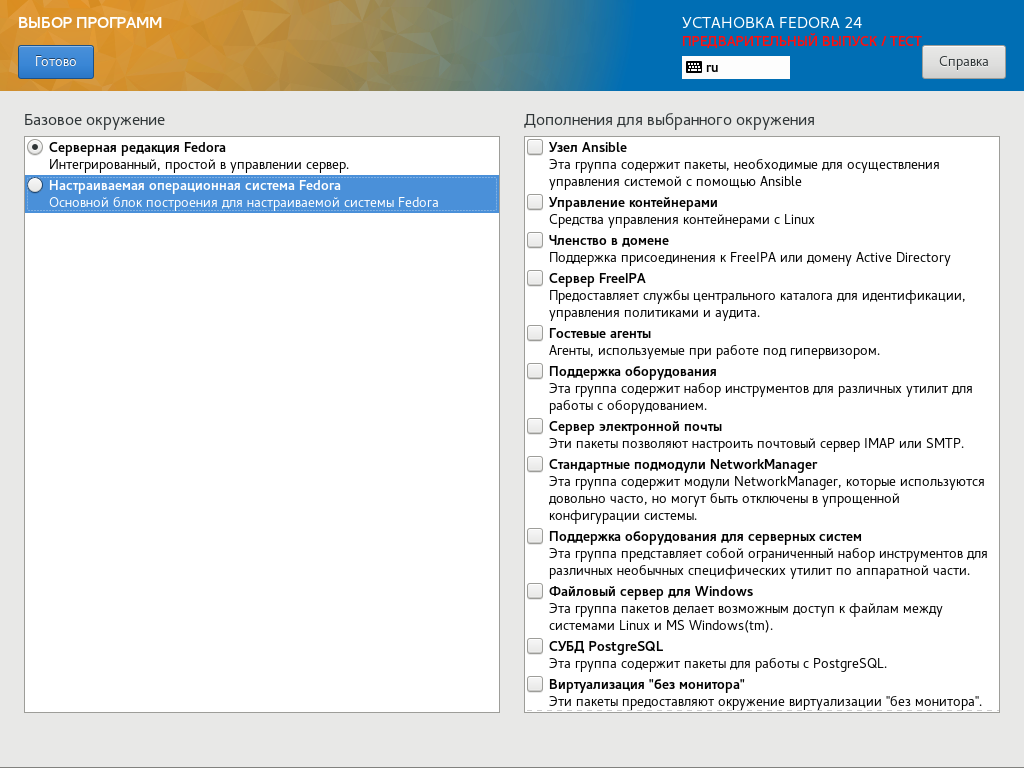 ВЫБОР ПРОГРАММ
УСТАНОВКА FEDORA 24
ПРЕДВАРИТЕЛЬНЫЙ ВЫПУСК / ТЕСТ
Готово
ru
Справка
Базовое окружение
Серверная редакция Fedora
Интегрированный, простой в управлении сервер.
Настраиваемая операционная система Fedora
Основной блок построения для настраиваемой системы Fedora
Дополнения для выбранного окружения
Узел Ansible
Эта группа содержит пакеты, необходимые для осуществления
управления системой с помощью Ansible
Управление контейнерами
Средства управления контейнерами с Linux
Членство в домене
Поддержка присоединения к FreeIPA или домену Active Directory
Сервер FreeIPA
Предоставляет службы центрального каталога для идентификации,
управления политиками и аудита.
Гостевые агенты
Агенты, используемые при работе под гипервизором.
Поддержка оборудования
Эта группа содержит набор инструментов для различных утилит для
работы с оборудованием.
Сервер электронной почты
Эти пакеты позволяют настроить почтовый сервер IMAP или SMTP.
Стандартные подмодули NetworkManager
Эта группа содержит модули NetworkManager, которые используются
довольно часто, но могут быть отключены в упрощенной
конфигурации системы.
Поддержка оборудования для серверных систем
Эта группа представляет собой ограниченный набор инструментов для
различных необычных специфических утилит по аппаратной части.
Файловый сервер для Windows
Эта группа пакетов делает возможным доступ к файлам между
системами Linux и MS Windows(tm).
СУБД PostgreSQL
Эта группа содержит пакеты для работы с PostgreSQL.
Виртуализация "без монитора"
Эти пакеты предоставляют окружение виртуализации "без монитора".